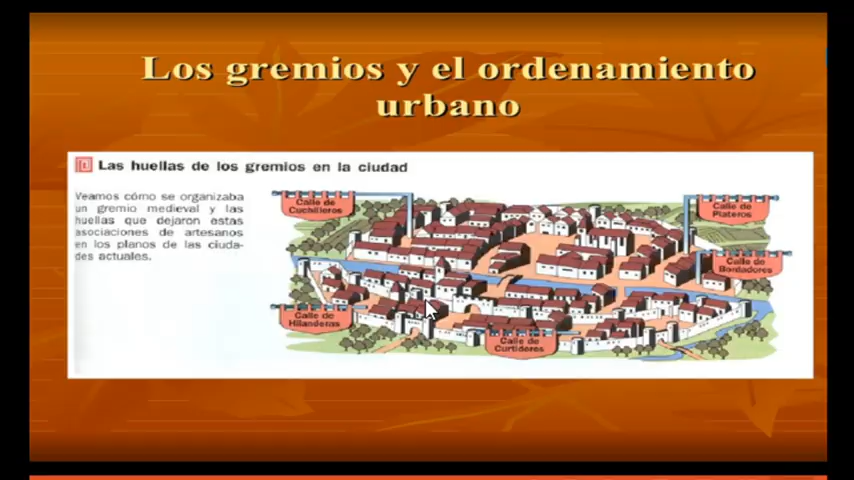 Los gremios y el ordenamiento
urbano
1 Las huellas de los gremios en la ciudad
Veamos cómo se organizaba
un gremio medieval y las
huellas que dejaron estas
asociaciones de artesanos
en los planos de las ciuda-
des actuales.
Calle de
Cuchilleros
Calle de
Plateros
Calle de
Bordadores
Calle de
Hilanderas
Calle de
Curtidores